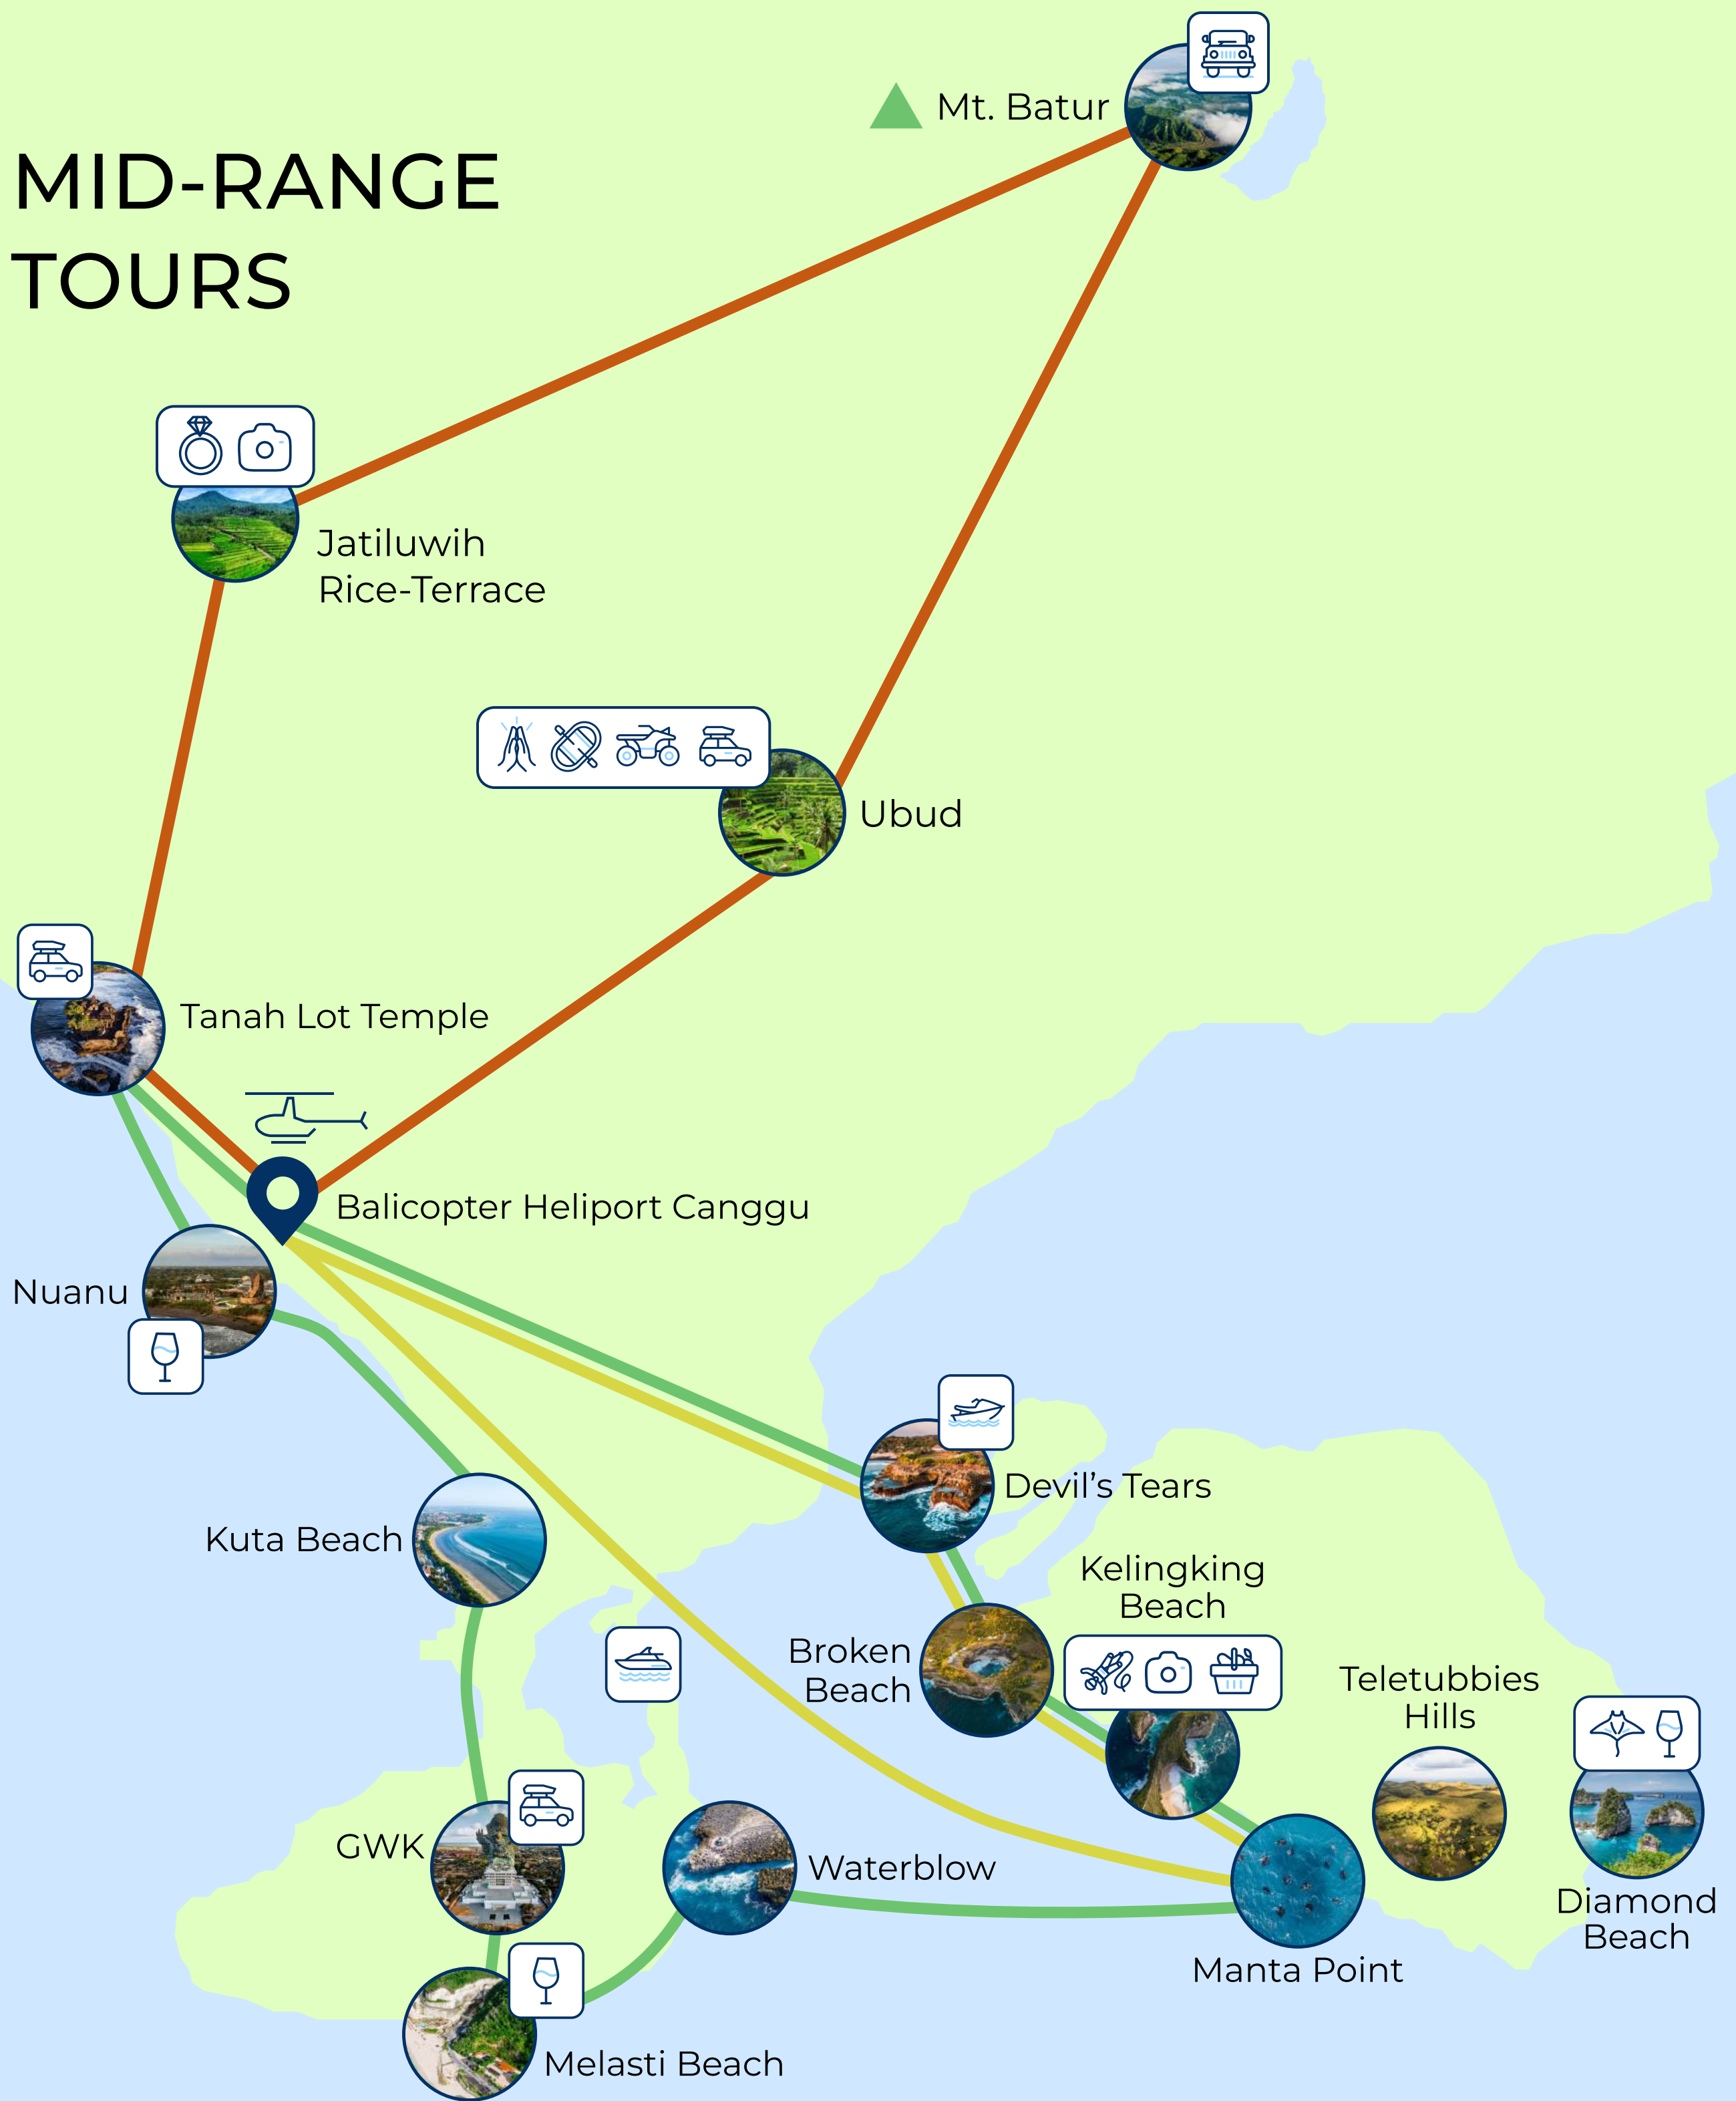 Mt. Batur
MID-RANGE
TOURS
Jatiluwih
Rice-Terrace
Ubud
Tanah Lot Temple
Balicopter Heliport Canggu
Nuanu
Devil’s Tears
Kuta Beach
Kelingking
Beach
Broken
Beach
Teletubbies
Hills
GWK
Waterblow
Diamond
Beach
Manta Point
Melasti Beach